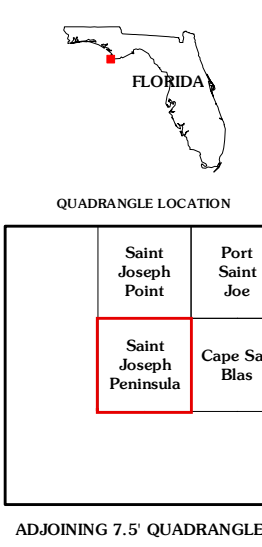 FLORIDA
QUADRANGLE LOCATION
Saint
Joseph
Point
Port
Saint
Joe
Saint
Joseph
Peninsula
Cape Sa
Blas
ADJOINING 7.5' QUADRANGLE